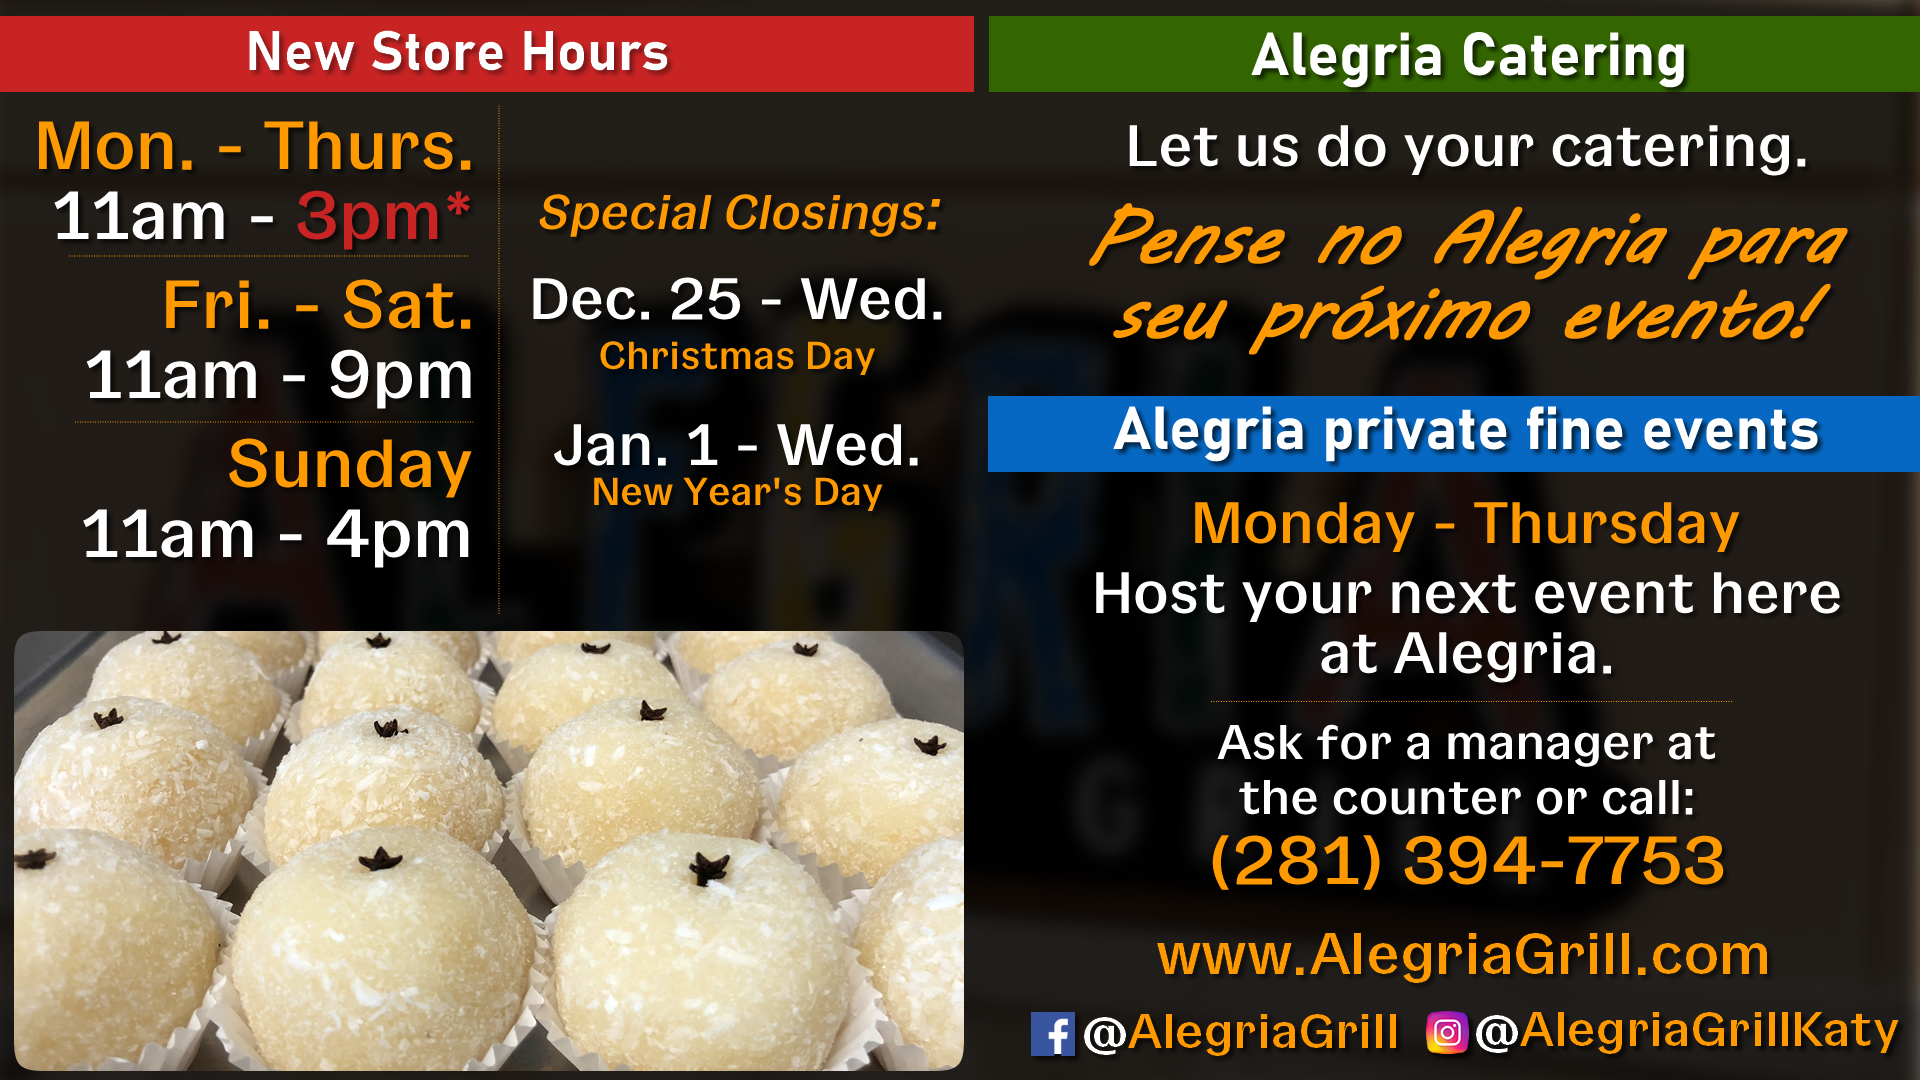 New Store Hours
Mon. - Thurs.
11am - 3pm*
Fri. - Sat.
11am - 9pm
Sunday
11am - 4pm
Special Closings:
Dec. 25 - Wed.
Christmas Day
Jan. 1 - Wed.
New Year's Day
Alegria Catering
Let us do your catering.
Pense no Alegria para
seu próximo evento!
Alegria private fine events
Monday - Thursday
Host your next event here
at Alegria.
Ask for a manager at
the counter or call:
(281) 394-7753
www.AlegriaGrill.com
@AlegriaGrill @AlegriaGrillKaty